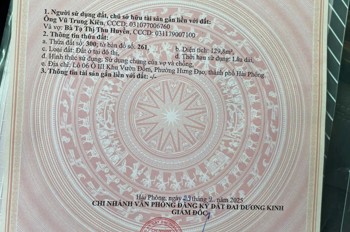 1. Người sử dụng đất, chủ sở hữu tài sản gắn liền với đất:
Ông Vũ Trung Kiên, CCCD: 031077006760
Và vợ: Bà Tạ Thị Thu Huyền, CCCD: 031179007100
2. Thông tin thửa đất:
a. Thửa đất số: 300; tờ bản đồ số: 261 b. Diện tích: 129,6m²
c. Loại đất: Đất ở tại đô thị. d. Thời hạn sử dụng: Lâu dài.
đ. Hình thức sử dụng: Sử dụng chung của vợ và chồng.
e. Địa chỉ: Lô 06 Ô III Khu Vườn Đốm, Phường Hưng Đạo, thành phố Hải Phòng.
3. Thông tin tài sản gắn liền với đất: -/-
Hải Phòng, ngày 23 tháng 2 năm 2025
CHI NHÁNH VĂN PHÒNG ĐĂNG KÝ ĐẤT ĐAI DƯƠNG KINH
GIÁM ĐỐC